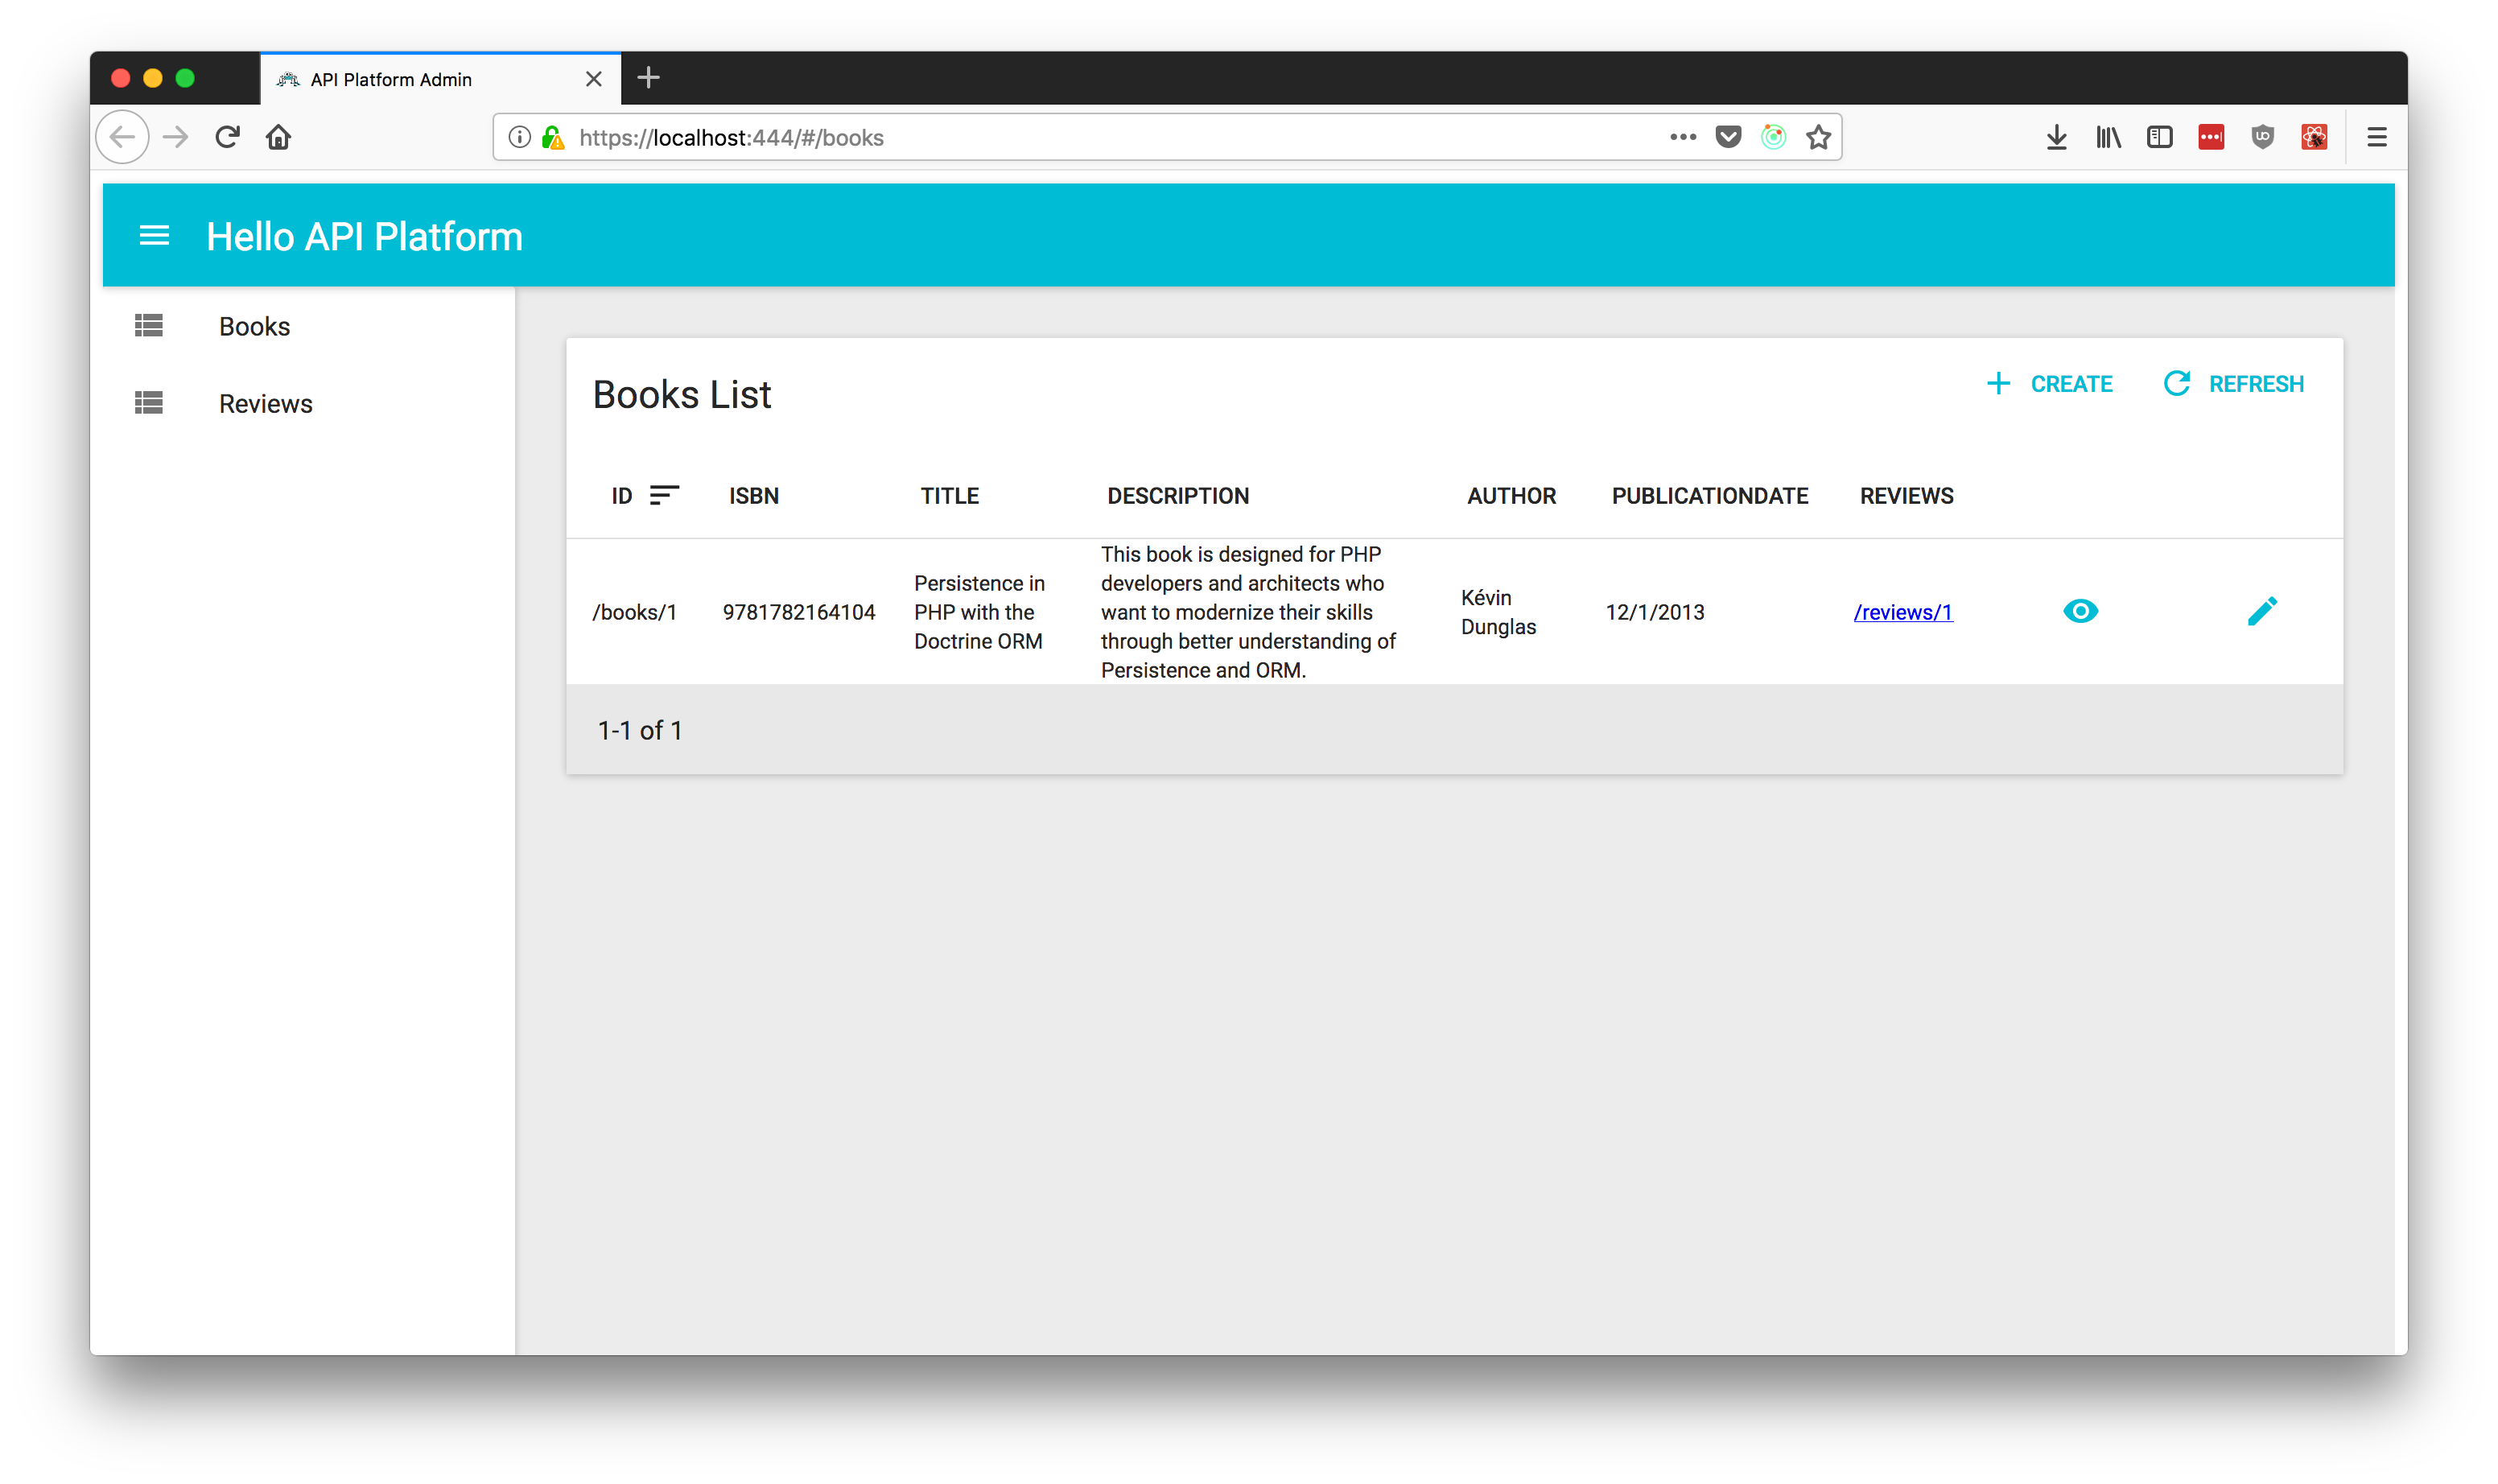 API Platform Admin
https://localhost:444/#/books
Hello API Platform
Books
Reviews
Books List
CREATE
REFRESH
ID ISBN TITLE DESCRIPTION AUTHOR PUBLICATIONDATE REVIEWS
/books/1
9781782164104
Persistence in
PHP with the
Doctrine ORM
This book is designed for PHP
developers and architects who
want to modernize their skills
through better understanding of
Persistence and ORM.
Kévin
Dunglas
12/1/2013
/reviews/1
1-1 of 1